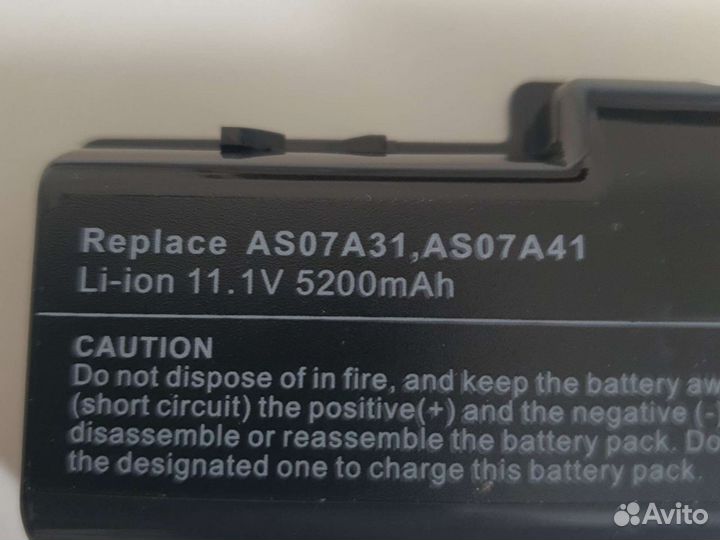 Replace AS07A31,AS07A41
Li-ion 11.1V 5200mAh
CAUTION
Do not dispose of in fire, and keep the battery aw
(short circuit) the positive(+) and the negative (-)
disassemble or reassemble the battery pack. Do
the designated one to charge this battery pack.
Avito